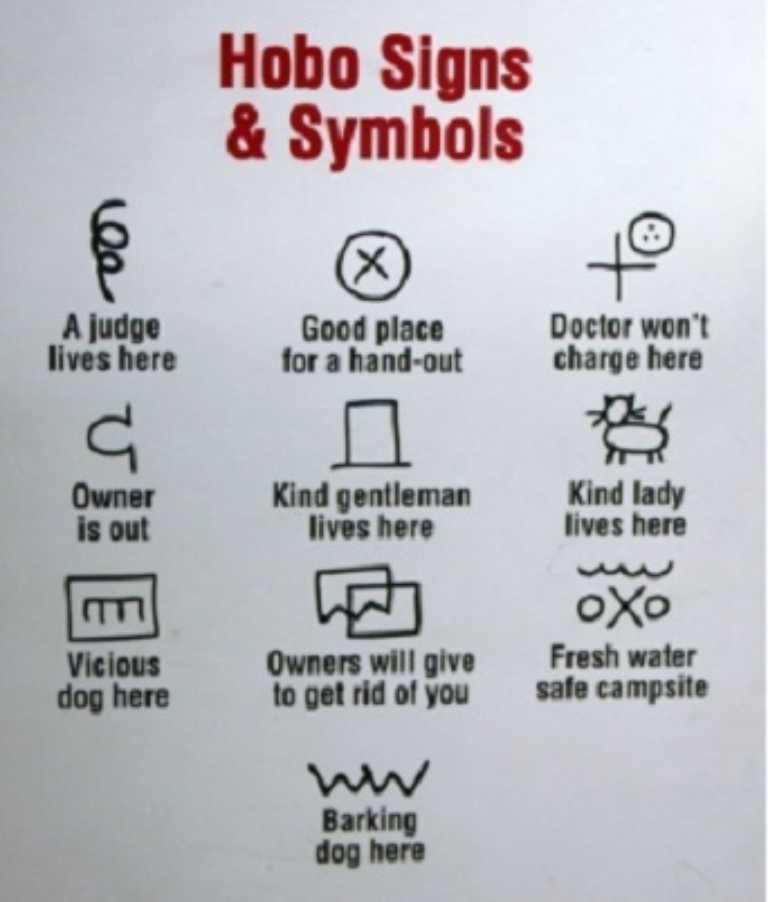 Hobo Signs
& Symbols
A judge
lives here
Good place
for a hand-out
Doctor won't
charge here
Owner
is out
Kind gentleman
lives here
Kind lady
lives here
Vicious
dog here
Owners will give
to get rid of you
Fresh water
safe campsite
Barking
dog here